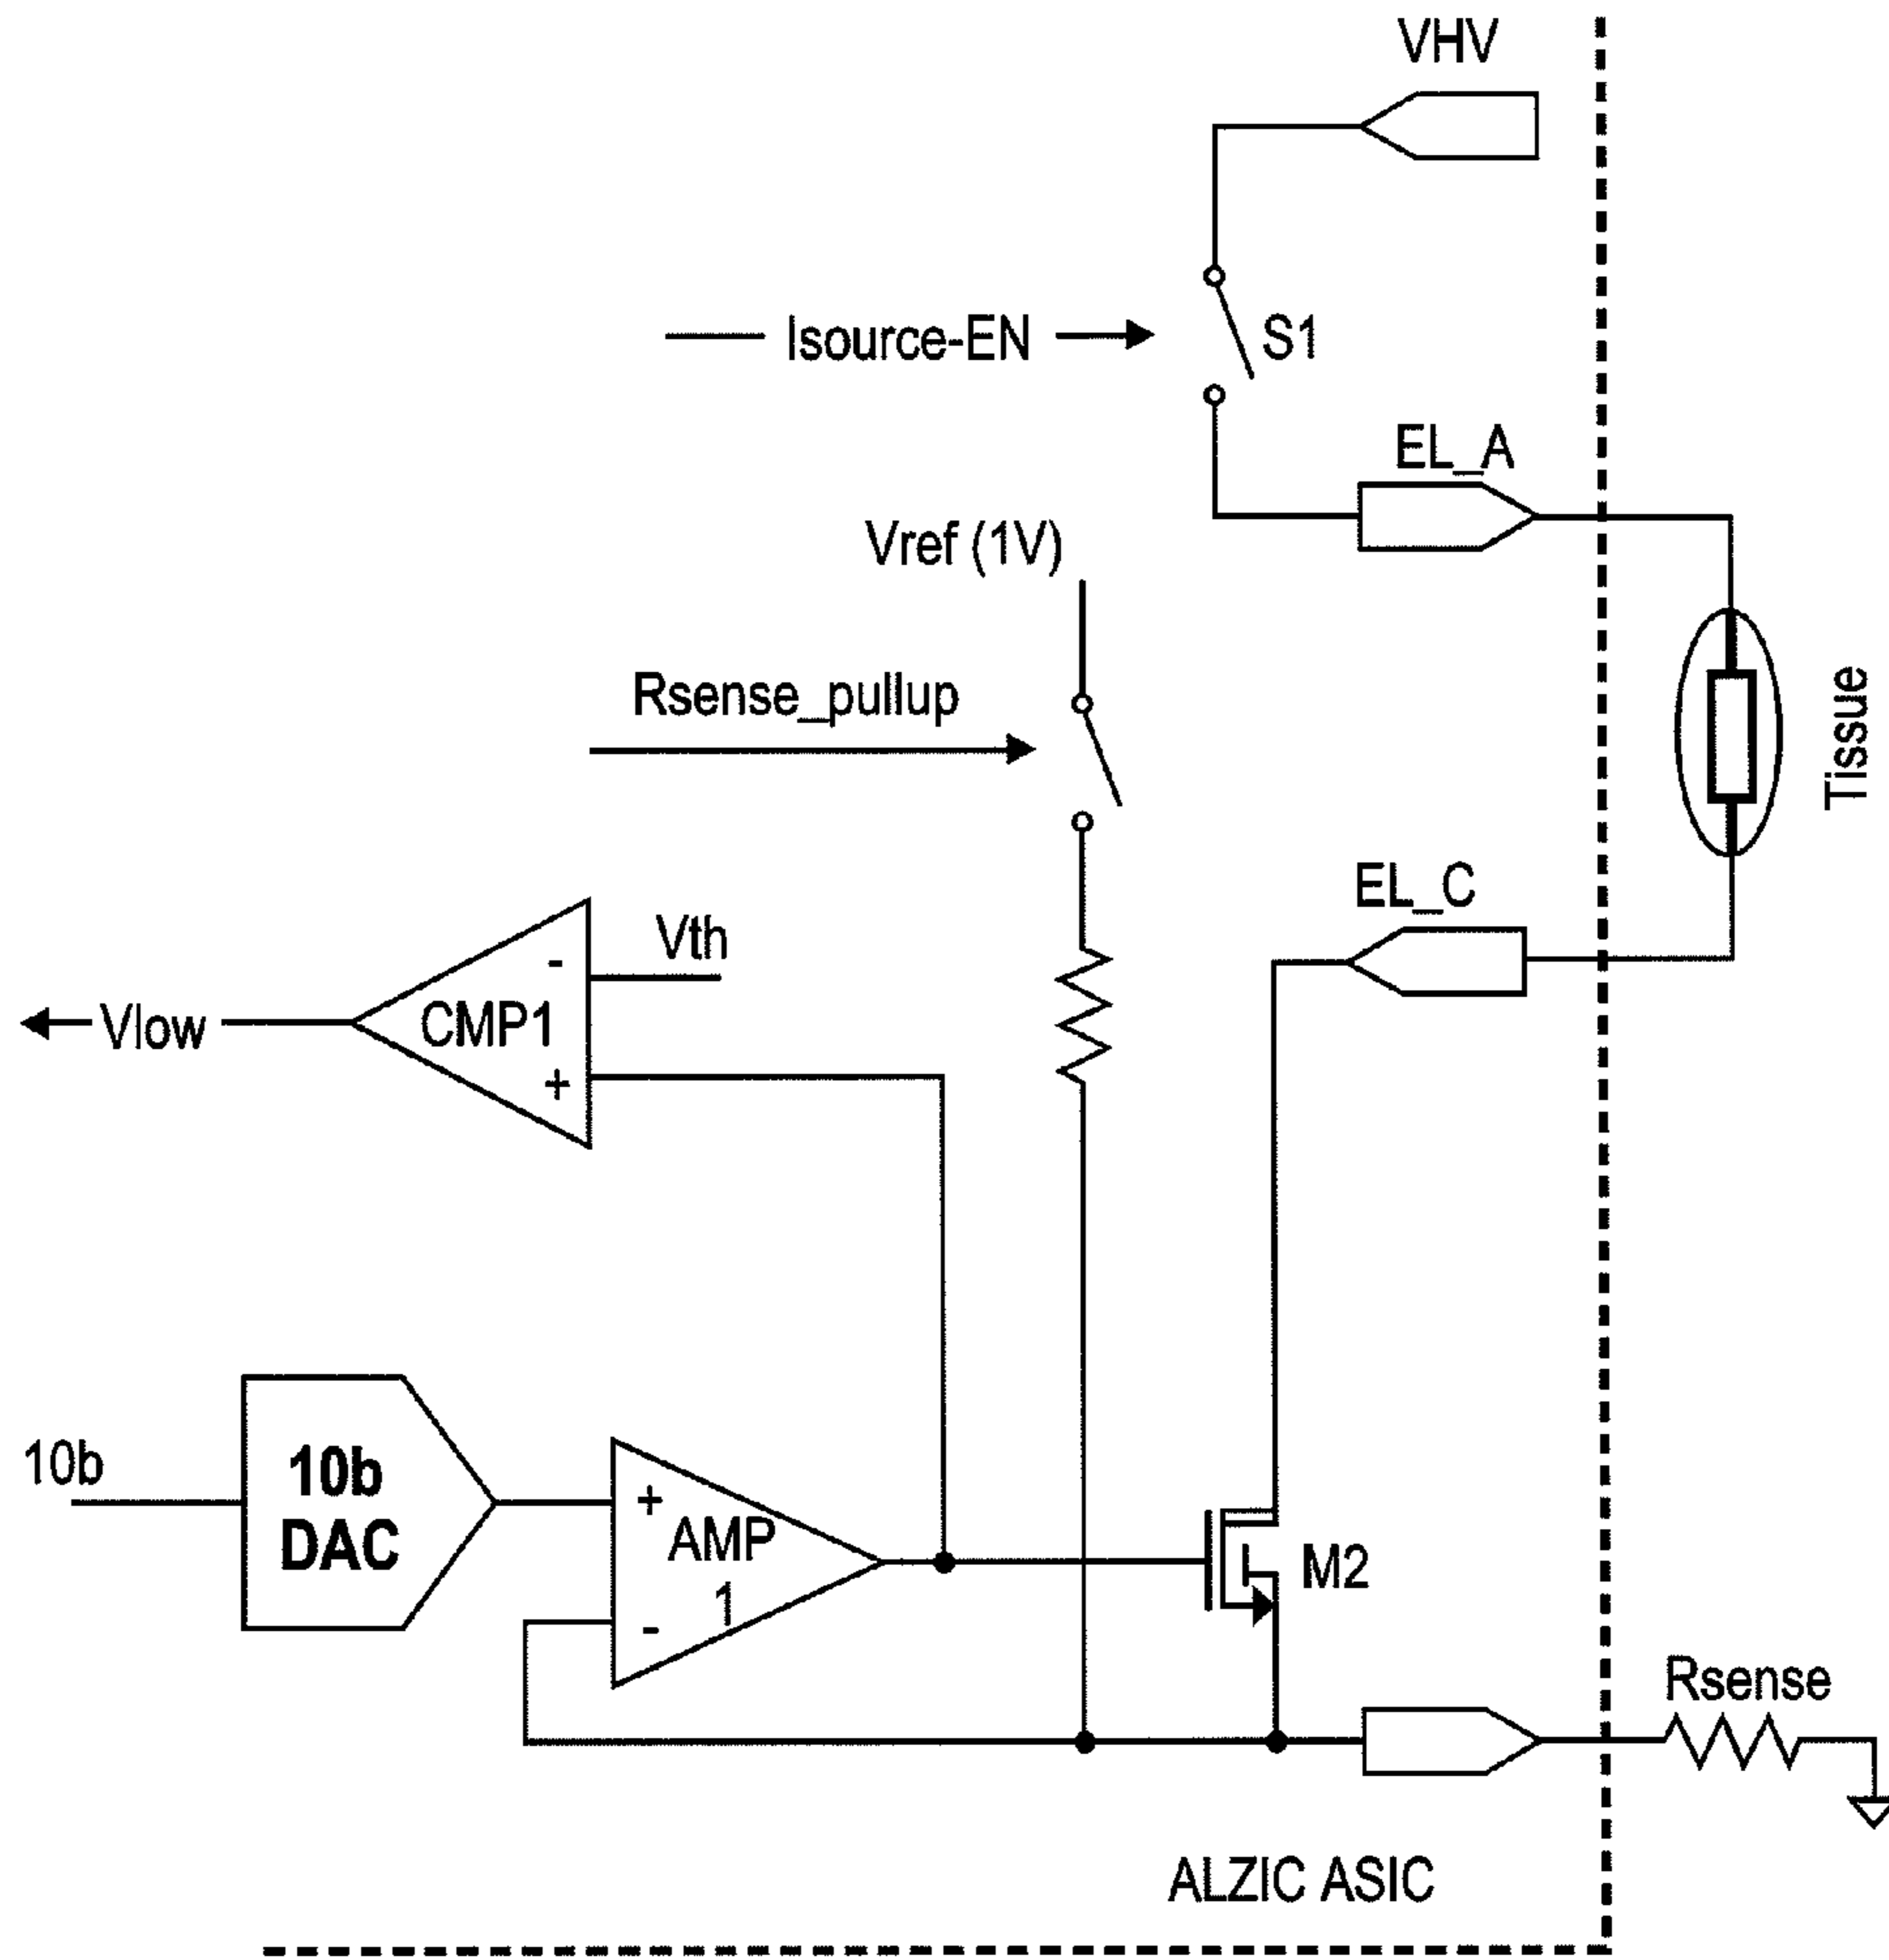 VHV
Isource-EN
S1
EL_A
Vref (1V)
Rsense_pullup
Tissue
EL_C
Vth
-
CMP1
+
Vlow
10b
10b
DAC
+
AMP
1
-
M2
Rsense
ALZIC ASIC